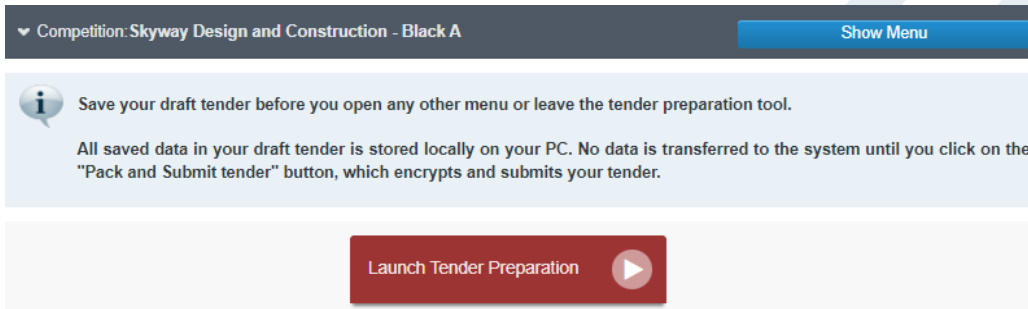 Competition: Skyway Design and Construction - Black A
Show Menu
i
Save your draft tender before you open any other menu or leave the tender preparation tool.
All saved data in your draft tender is stored locally on your PC. No data is transferred to the system until you click on the
"Pack and Submit tender" button, which encrypts and submits your tender.
Launch Tender Preparation